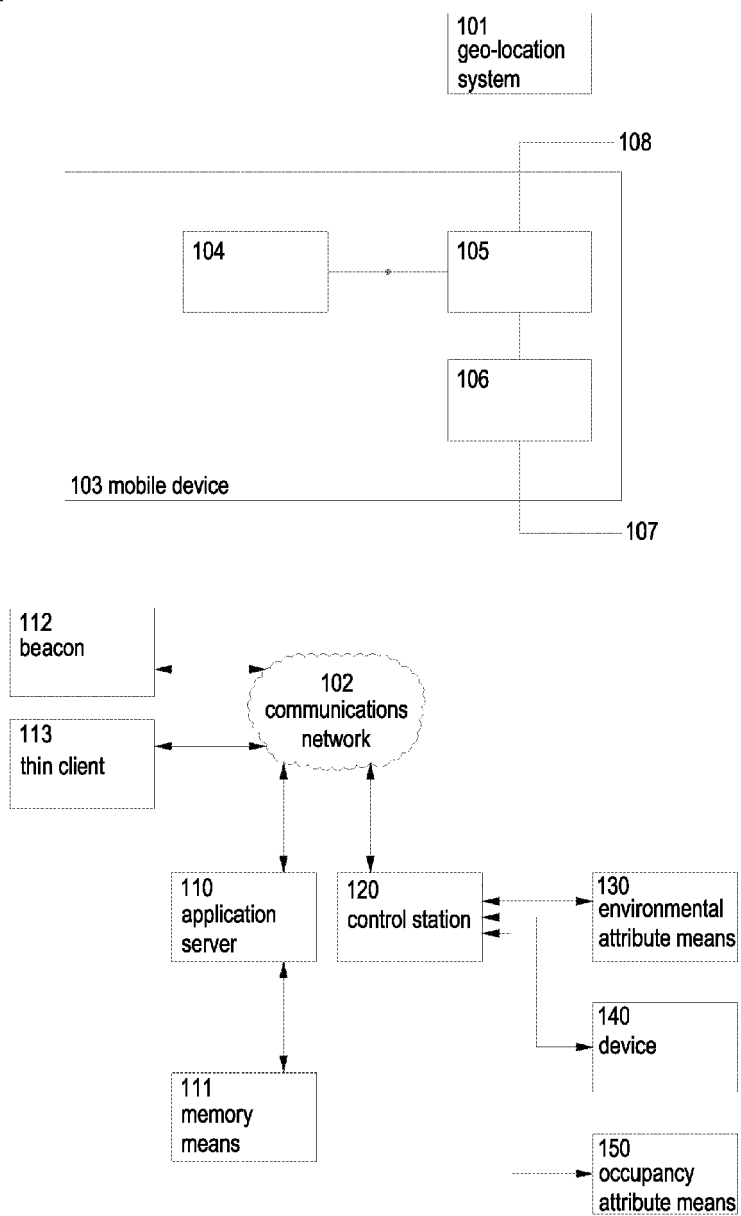 101
geo-location
system
108
104
105
106
103 mobile device
107
112
beacon
102
communications
network
113
thin client
110
application
server
120
control station
130
environmental
attribute means
140
device
111
memory
means
150
occupancy
attribute means